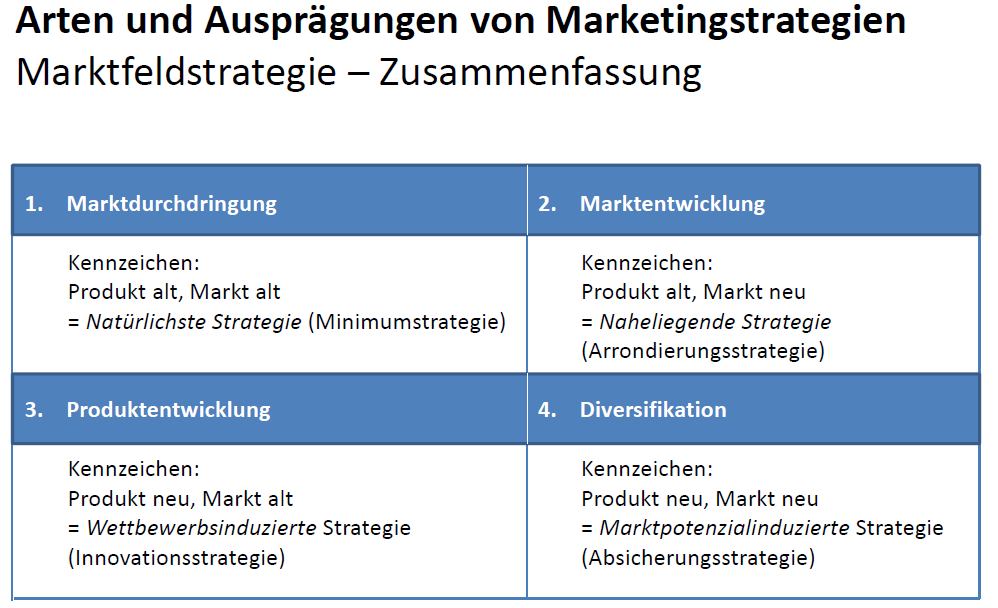 Arten und Ausprägungen von Marketingstrategien
Marktfeldstrategie – Zusammenfassung
1. Marktdurchdringung
Kennzeichen:
Produkt alt, Markt alt
= Natürlichste Strategie (Minimumstrategie)
2. Marktentwicklung
Kennzeichen:
Produkt alt, Markt neu
= Naheliegende Strategie
(Arrondierungsstrategie)
3. Produktentwicklung
Kennzeichen:
Produkt neu, Markt alt
= Wettbewerbsinduzierte Strategie
(Innovationsstrategie)
4. Diversifikation
Kennzeichen:
Produkt neu, Markt neu
= Marktpotenzialinduzierte Strategie
(Absicherungsstrategie)